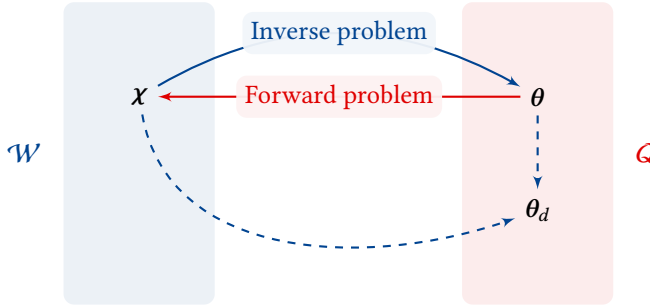 Inverse problem
χ
Forward problem
θ
𝒲
𝒬
θ_d